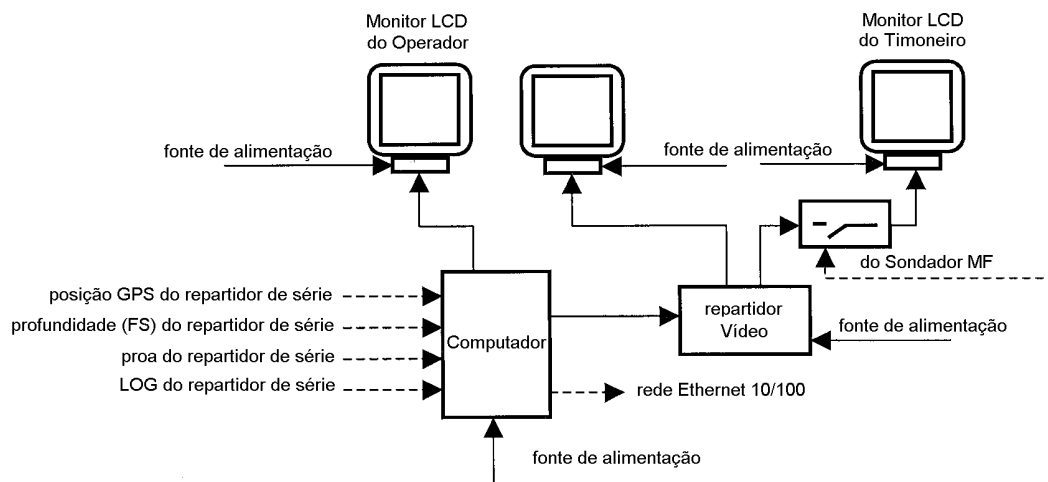 Monitor LCD
do Operador
Monitor LCD
do Timoneiro
fonte de alimentação
fonte de alimentação
do Sondador MF
posição GPS do repartidor de série
profundidade (FS) do repartidor de série
proa do repartidor de série
LOG do repartidor de série
Computador
repartidor
Vídeo
fonte de alimentação
rede Ethernet 10/100
fonte de alimentação